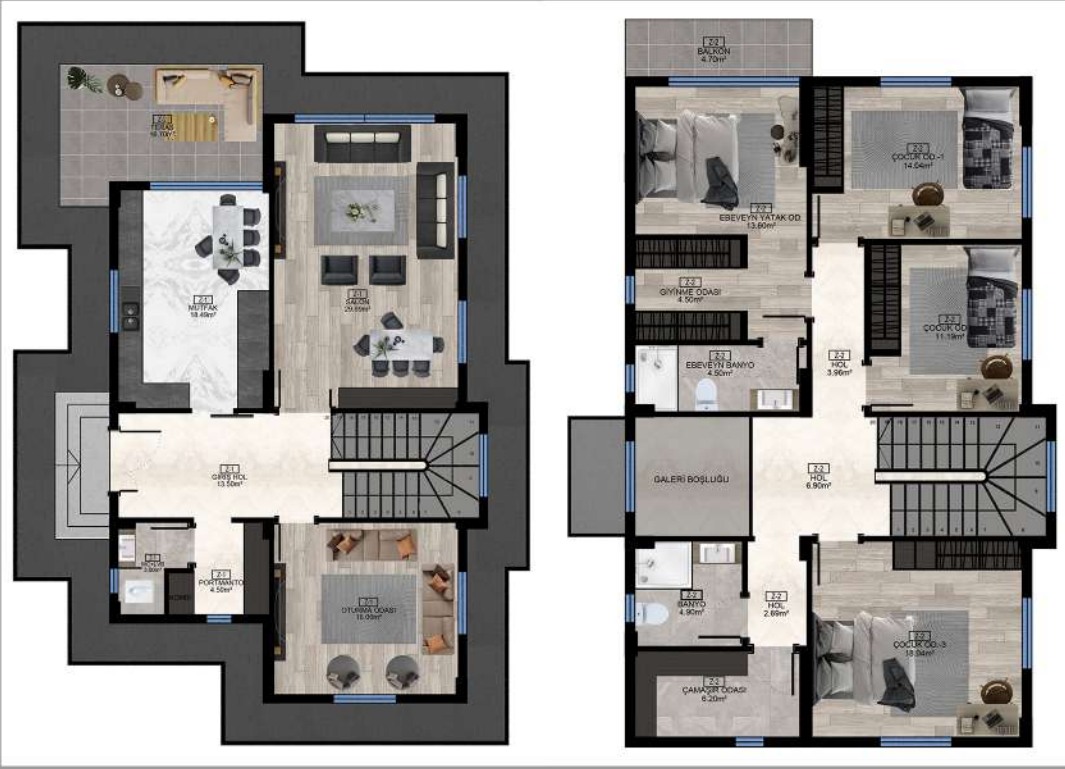 Z-1
TERAS
Z-1
MUTFAK
18.49m²
Z-1
SALON
Z-1
GİRİŞ HOL
13.50m²
Z-1
PORTMANTO
4.50m²
KOMBİ
OTURMA ODASI
Z-2
BALKON
4.70m²
Z-2
ÇOCUK OD.-1
14.04m²
Z-2
EBEVEYN YATAK OD.
13.60m²
Z-2
GİYİNME ODASI
4.50m²
Z-2
ÇOCUK OD
11.19m²
Z-2
EBEVEYN BANYO
4.50m²
Z-2
HOL
3.96m²
GALERİ BOŞLUĞU
Z-2
HOL
6.90m²
Z-2
BANYO
4.90m²
Z-2
HOL
2.69m²
Z-2
ÇOCUK OD.-3
18.04m²
Z-2
ÇAMAŞIR ODASI
6.20m²